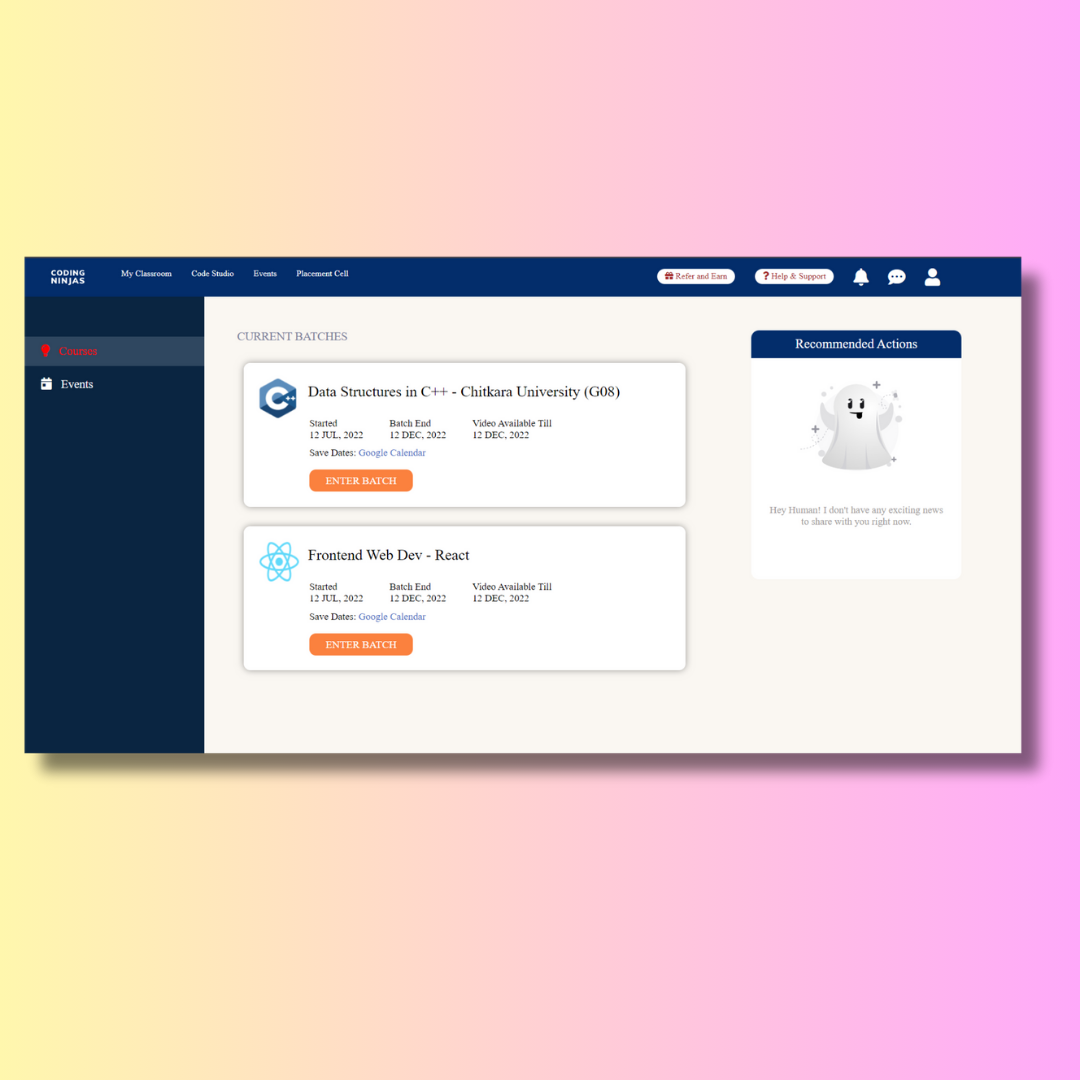 CODING
NINJAS
My Classroom
Code Studio
Events
Placement Cell
Refer and Earn
? Help & Support
Courses
Events
CURRENT BATCHES
Data Structures in C++ - Chitkara University (G08)
Started
Batch End
Video Available Till
12 JUL, 2022
12 DEC, 2022
12 DEC, 2022
Save Dates: Google Calendar
ENTER BATCH
Frontend Web Dev - React
Started
Batch End
Video Available Till
12 JUL, 2022
12 DEC, 2022
12 DEC, 2022
Save Dates: Google Calendar
ENTER BATCH
Recommended Actions
Hey Human! I don't have any exciting news
to share with you right now.